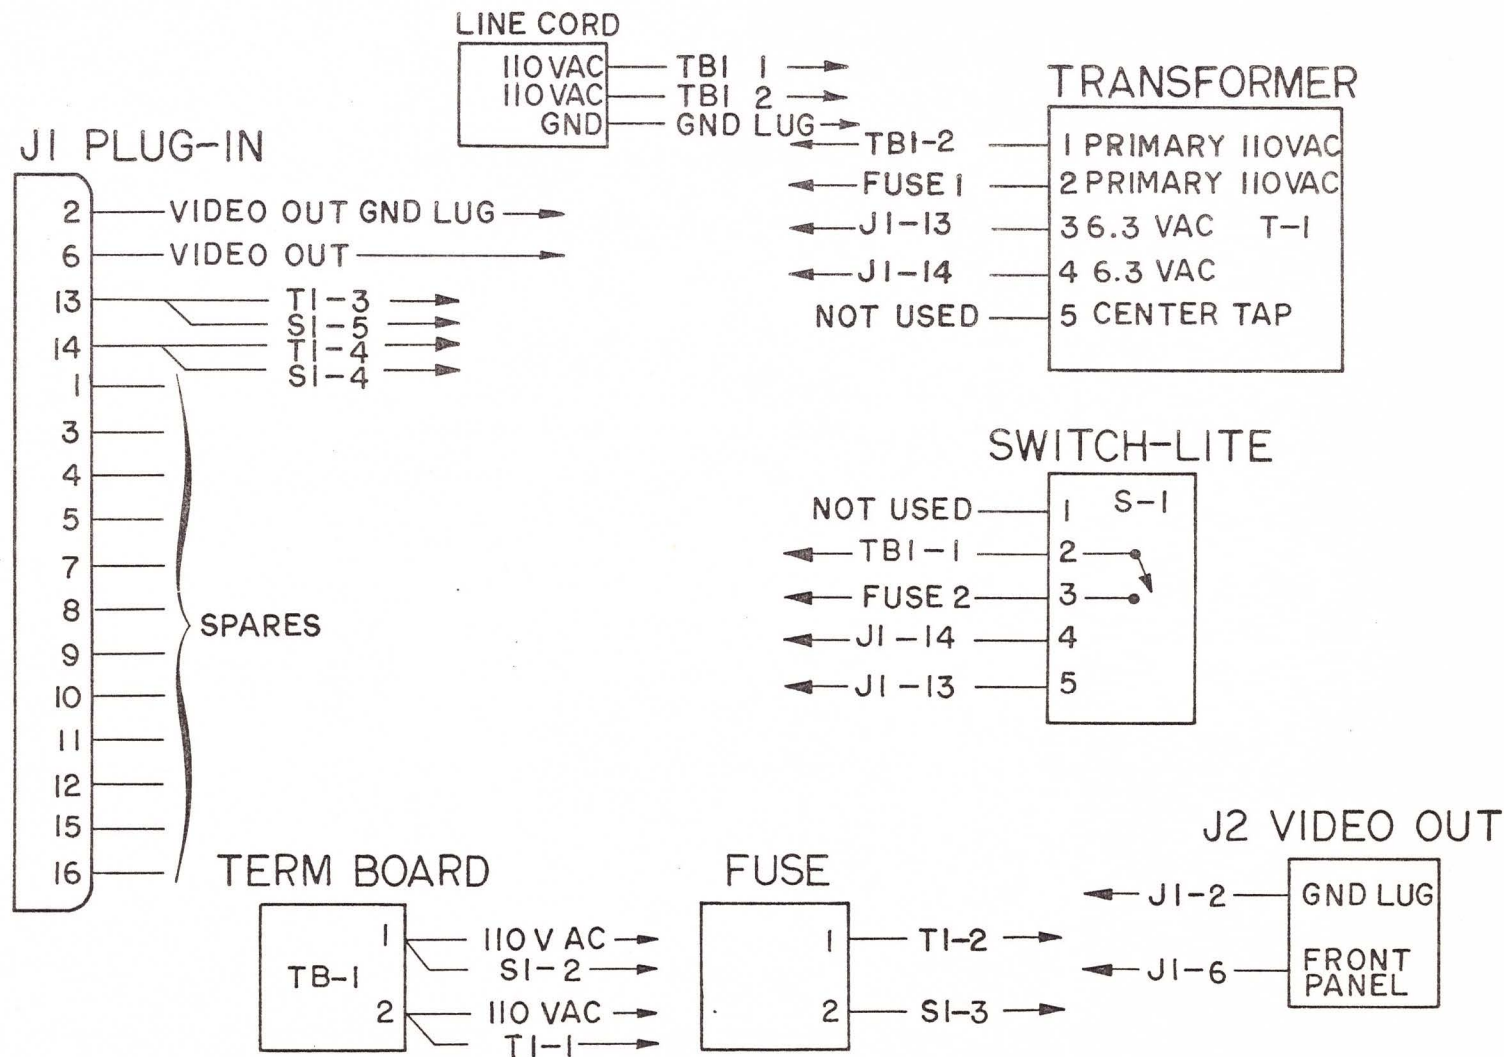 LINE CORD
110VAC TB1 1
110VAC TB1 2
GND GND LUG
TRANSFORMER
TB1-2 1 PRIMARY 110VAC
FUSE 1 2 PRIMARY 110VAC
J1-13 3 6.3 VAC T-1
J1-14 4 6.3 VAC
NOT USED 5 CENTER TAP
J1 PLUG-IN
2 VIDEO OUT GND LUG
6 VIDEO OUT
13 T1-3
S1-5
14 T1-4
S1-4
1
3
4
5
7
8
SPARES
9
10
11
12
15
16
SWITCH-LITE
NOT USED 1 S-1
TB1-1 2
FUSE 2 3
J1-14 4
J1-13 5
TERM BOARD
1 110V AC
S1-2
TB-1
2 110 VAC
T1-1
FUSE
1 T1-2
2 S1-3
J2 VIDEO OUT
J1-2 GND LUG
J1-6 FRONT
PANEL